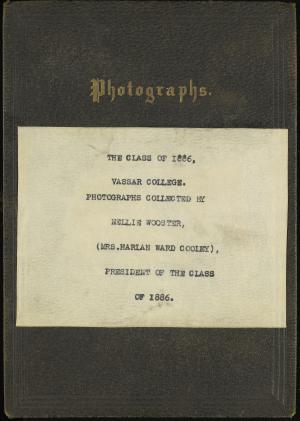 Photographs.
THE CLASS OF 1886,
VASSAR COLLEGE.
PHOTOGRAPHS COLLECTED BY
NELLIE WOOSTER,
(MRS.HARLAN WARD COOLEY),
PRESIDENT OF THE CLASS
OF 1886.